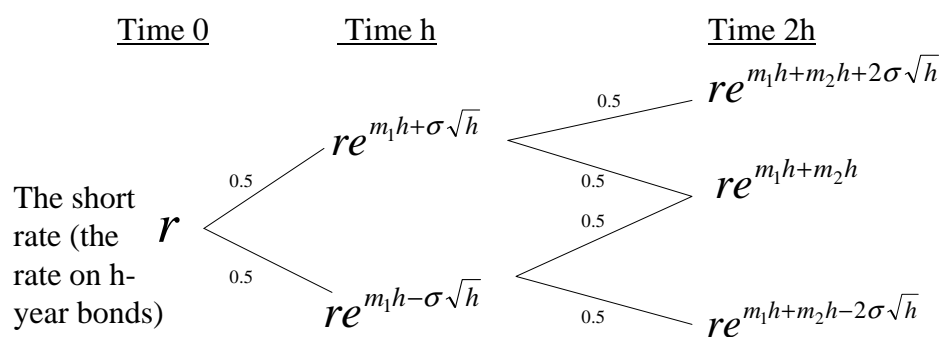 Time 0 Time h Time 2h
re^{m_1h+m_2h+2σ√h}
0.5
re^{m_1h+σ√h}
0.5 0.5 re^{m_1h+m_2h}
The short
rate (the r
rate on h-
year bonds)
0.5
0.5
re^{m_1h-σ√h}
0.5 re^{m_1h+m_2h-2σ√h}